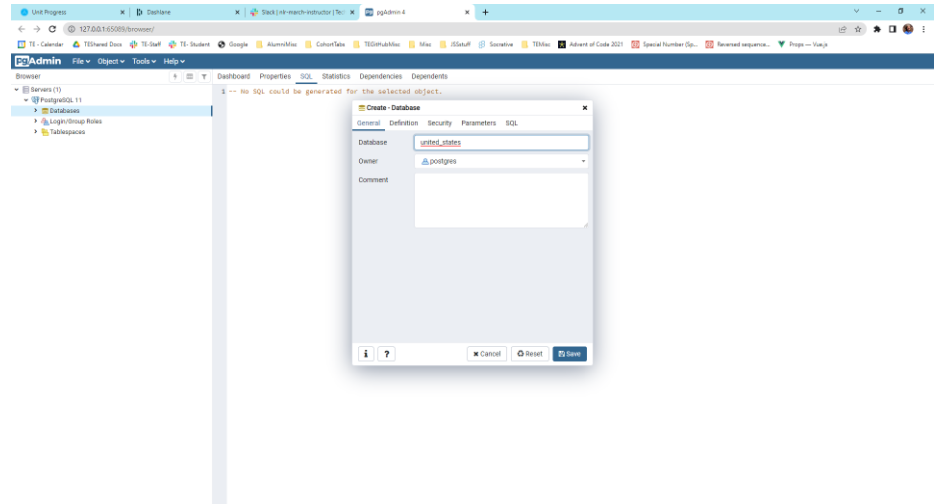 Unit Progress
Dashlane
Slack | nlr-march-instructor | Tec
pgAdmin 4
127.0.0.1:65089/browser/
TE - Calendar TEShared Docs TE-Staff TE- Student Google AlumniMisc CohortTabs TEGitHubMisc Misc JSStuff Socrative TEMisc Advent of Code 2021 Special Number (Sp... Reversed sequence... Props — Vue.js
PgAdmin File Object Tools Help
Browser
Dashboard Properties SQL Statistics Dependencies Dependents
Servers (1)
PostgreSQL 11
Databases
Login/Group Roles
Tablespaces
1 -- No SQL could be generated for the selected object.
Create - Database
General Definition Security Parameters SQL
Database united_states
Owner postgres
Comment
i ? Cancel Reset Save